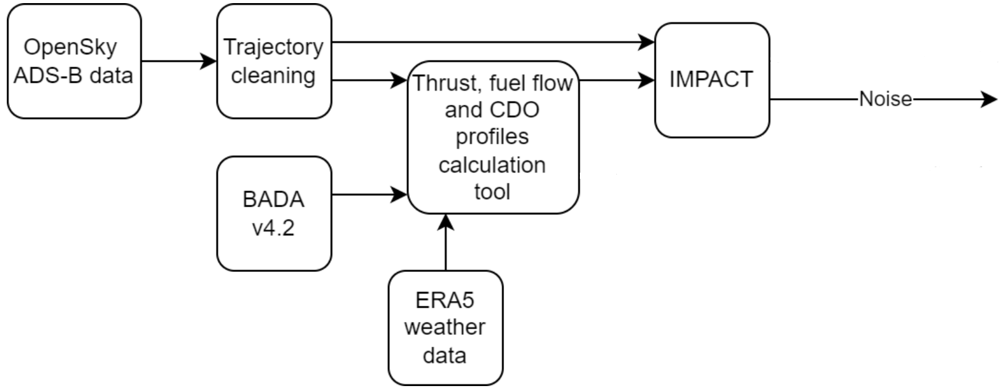 OpenSky
ADS-B data
Trajectory
cleaning
Thrust, fuel flow
and CDO
profiles
calculation
tool
IMPACT
Noise
BADA
v4.2
ERA5
weather
data